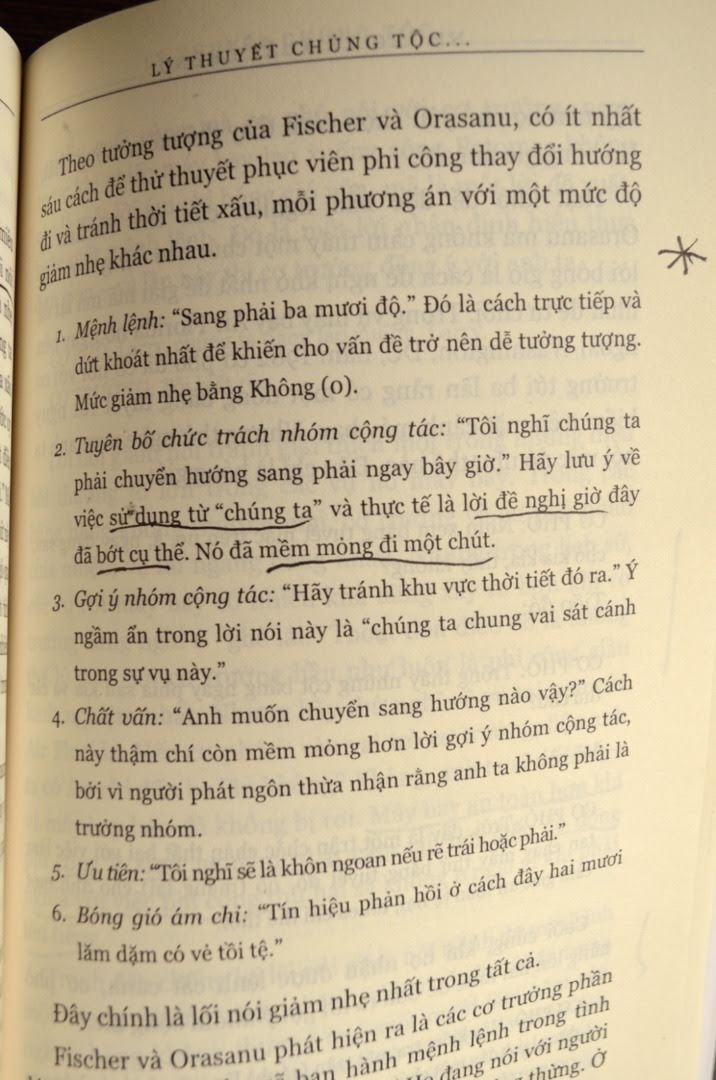 LÝ THUYẾT CHỦNG TỘC...
Theo tưởng tượng của Fischer và Orasanu, có ít nhất
sáu cách để thử thuyết phục viên phi công thay đổi hướng
đi và tránh thời tiết xấu, mỗi phương án với một mức độ
giảm nhẹ khác nhau.
1. Mệnh lệnh: “Sang phải ba mươi độ.” Đó là cách trực tiếp và
dứt khoát nhất để khiến cho vấn đề trở nên dễ tưởng tượng.
Mức giảm nhẹ bằng Không (0).
2. Tuyên bố chức trách nhóm cộng tác: “Tôi nghĩ chúng ta
phải chuyển hướng sang phải ngay bây giờ.” Hãy lưu ý về
việc sử dụng từ “chúng ta” và thực tế là lời đề nghị giờ đây
đã bớt cụ thể. Nó đã mềm mỏng đi một chút.
3. Gợi ý nhóm cộng tác: “Hãy tránh khu vực thời tiết đó ra.” Ý
ngầm ẩn trong lời nói này là “chúng ta chung vai sát cánh
trong sự vụ này.”
4. Chất vấn: “Anh muốn chuyển sang hướng nào vậy?” Cách
này thậm chí còn mềm mỏng hơn lời gợi ý nhóm cộng tác,
bởi vì người phát ngôn thừa nhận rằng anh ta không phải là
trưởng nhóm.
5. Ưu tiên: “Tôi nghĩ sẽ là khôn ngoan nếu rẽ trái hoặc phải.”
6. Bóng gió ám chỉ: “Tín hiệu phản hồi ở cách đây hai mươi
lăm dặm có vẻ tồi tệ.”
Đây chính là lối nói giảm nhẹ nhất trong tất cả.
Fischer và Orasanu phát hiện ra là các cơ trưởng phần
ban hành mệnh lệnh trong tình
đang nói với người
thừng. Ở